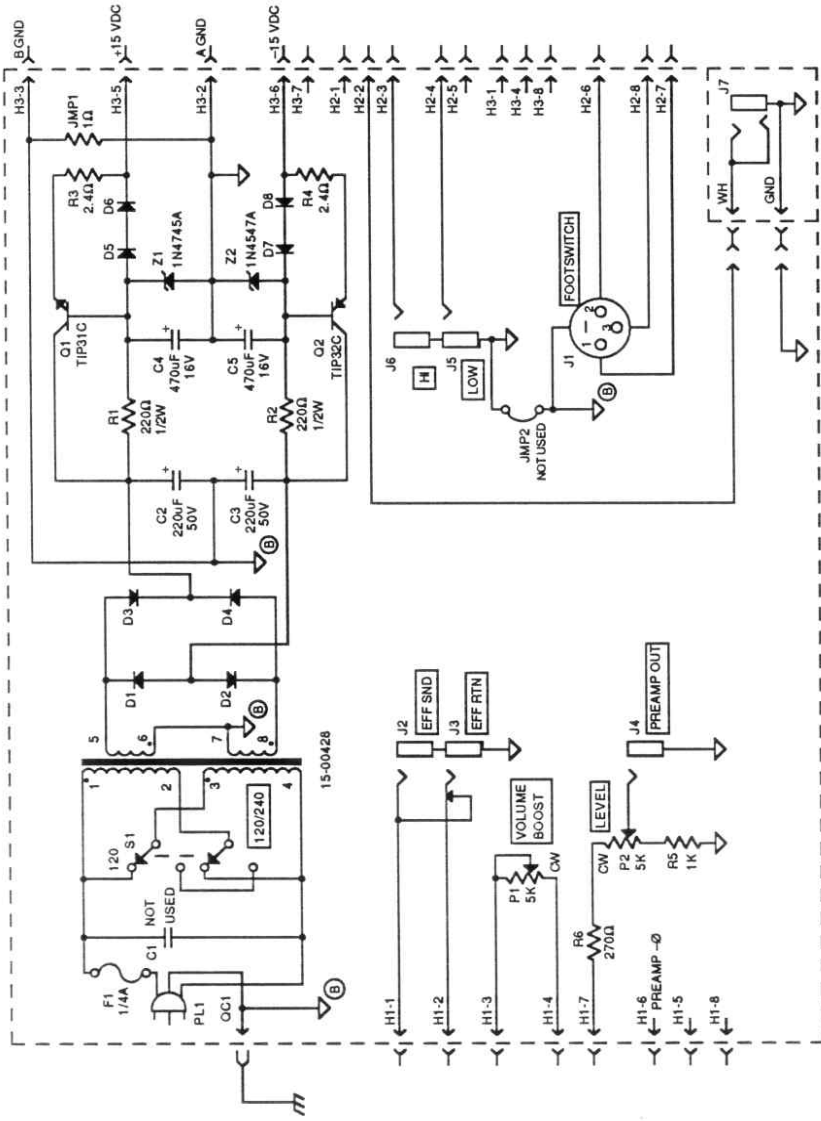 B GND
H3-3
+15 VDC
H3-5
A GND
H3-2
–15 VDC
H3-6
H3-7
H2-1
H2-2
H2-3
H2-4
H2-5
H3-1
H3-4
H3-8
H2-6
H2-8
H2-7
JMP1
1Ω
R3
2.4Ω
D6
D5
Z1
1N4745A
Z2
1N4547A
D8
D7
R4
2.4Ω
Q1
TIP31C
C4
470uF
16V
+
C5
470uF
16V
+
Q2
TIP32C
R1
220Ω
1/2W
R2
220Ω
1/2W
C2
220uF
50V
+
C3
220uF
50V
+
B
D3
D4
D1
D2
5
6
7
8
B
15-00428
1
2
3
4
120/240
S1
120
NOT
USED
C1
F1
1/4A
PL1
QC1
B
J6
HI
J5
LOW
JMP2
NOT USED
B
FOOTSWITCH
J1
1
2
3
J7
WH
GND
J2
EFF SND
J3
EFF RTN
VOLUME
BOOST
P1
5K
CW
J4
PREAMP OUT
LEVEL
CW
P2
5K
R5
1K
R6
270Ω
H1-1
H1-2
H1-3
H1-4
H1-7
H1-6
PREAMP -Ø
H1-5
H1-8